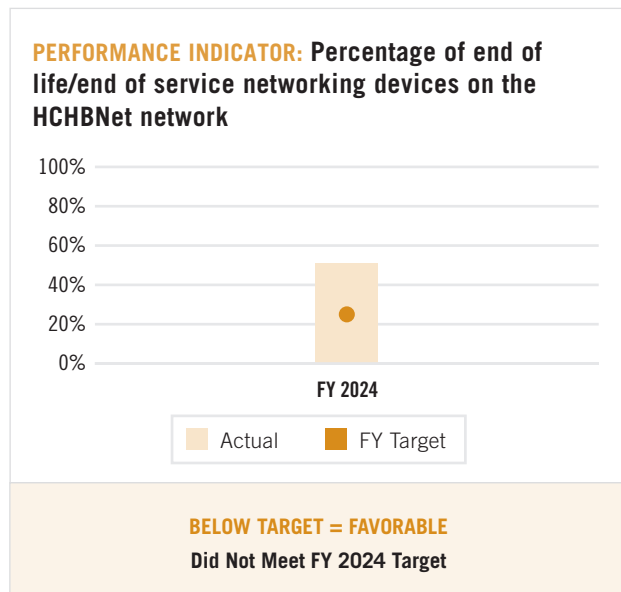 PERFORMANCE INDICATOR: Percentage of end of
life/end of service networking devices on the
HCHBNet network
100%
80%
60%
40%
20%
0%
FY 2024
Actual
FY Target
BELOW TARGET = FAVORABLE
Did Not Meet FY 2024 Target